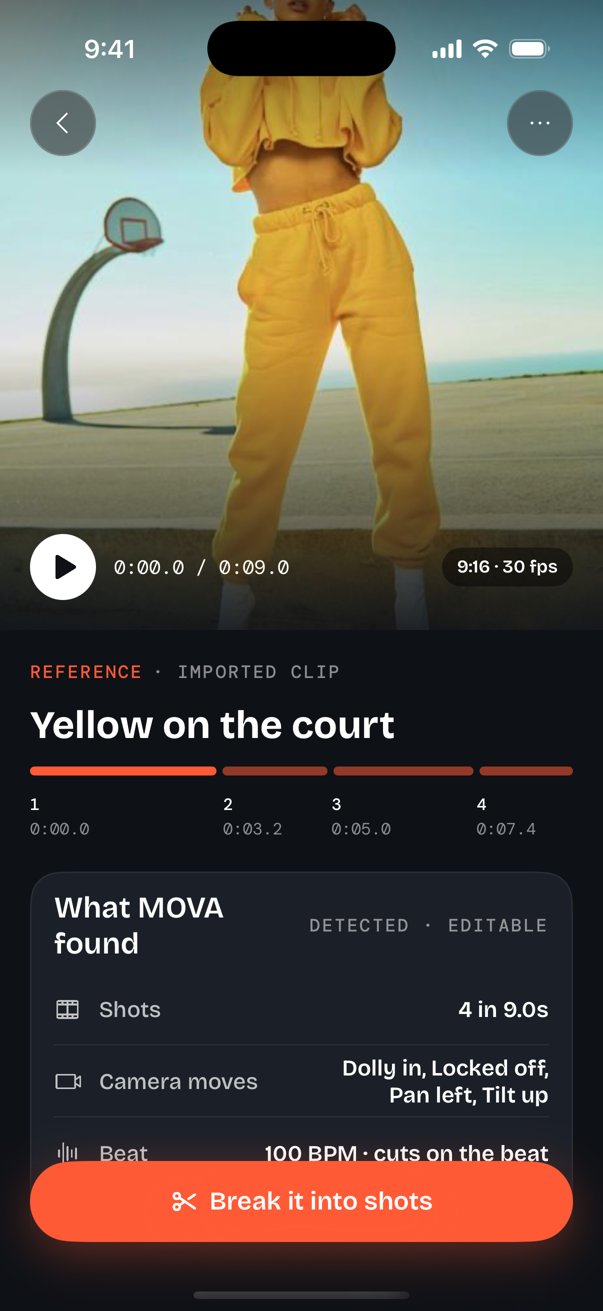 9:41
0:00.0 / 0:09.0
9:16 · 30 fps
REFERENCE · IMPORTED CLIP
Yellow on the court
1 2 3 4
0:00.0 0:03.2 0:05.0 0:07.4
What MOVA
found
DETECTED · EDITABLE
Shots 4 in 9.0s
Camera moves Dolly in, Locked off,
Pan left, Tilt up
Beat 100 BPM · cuts on the beat
Break it into shots